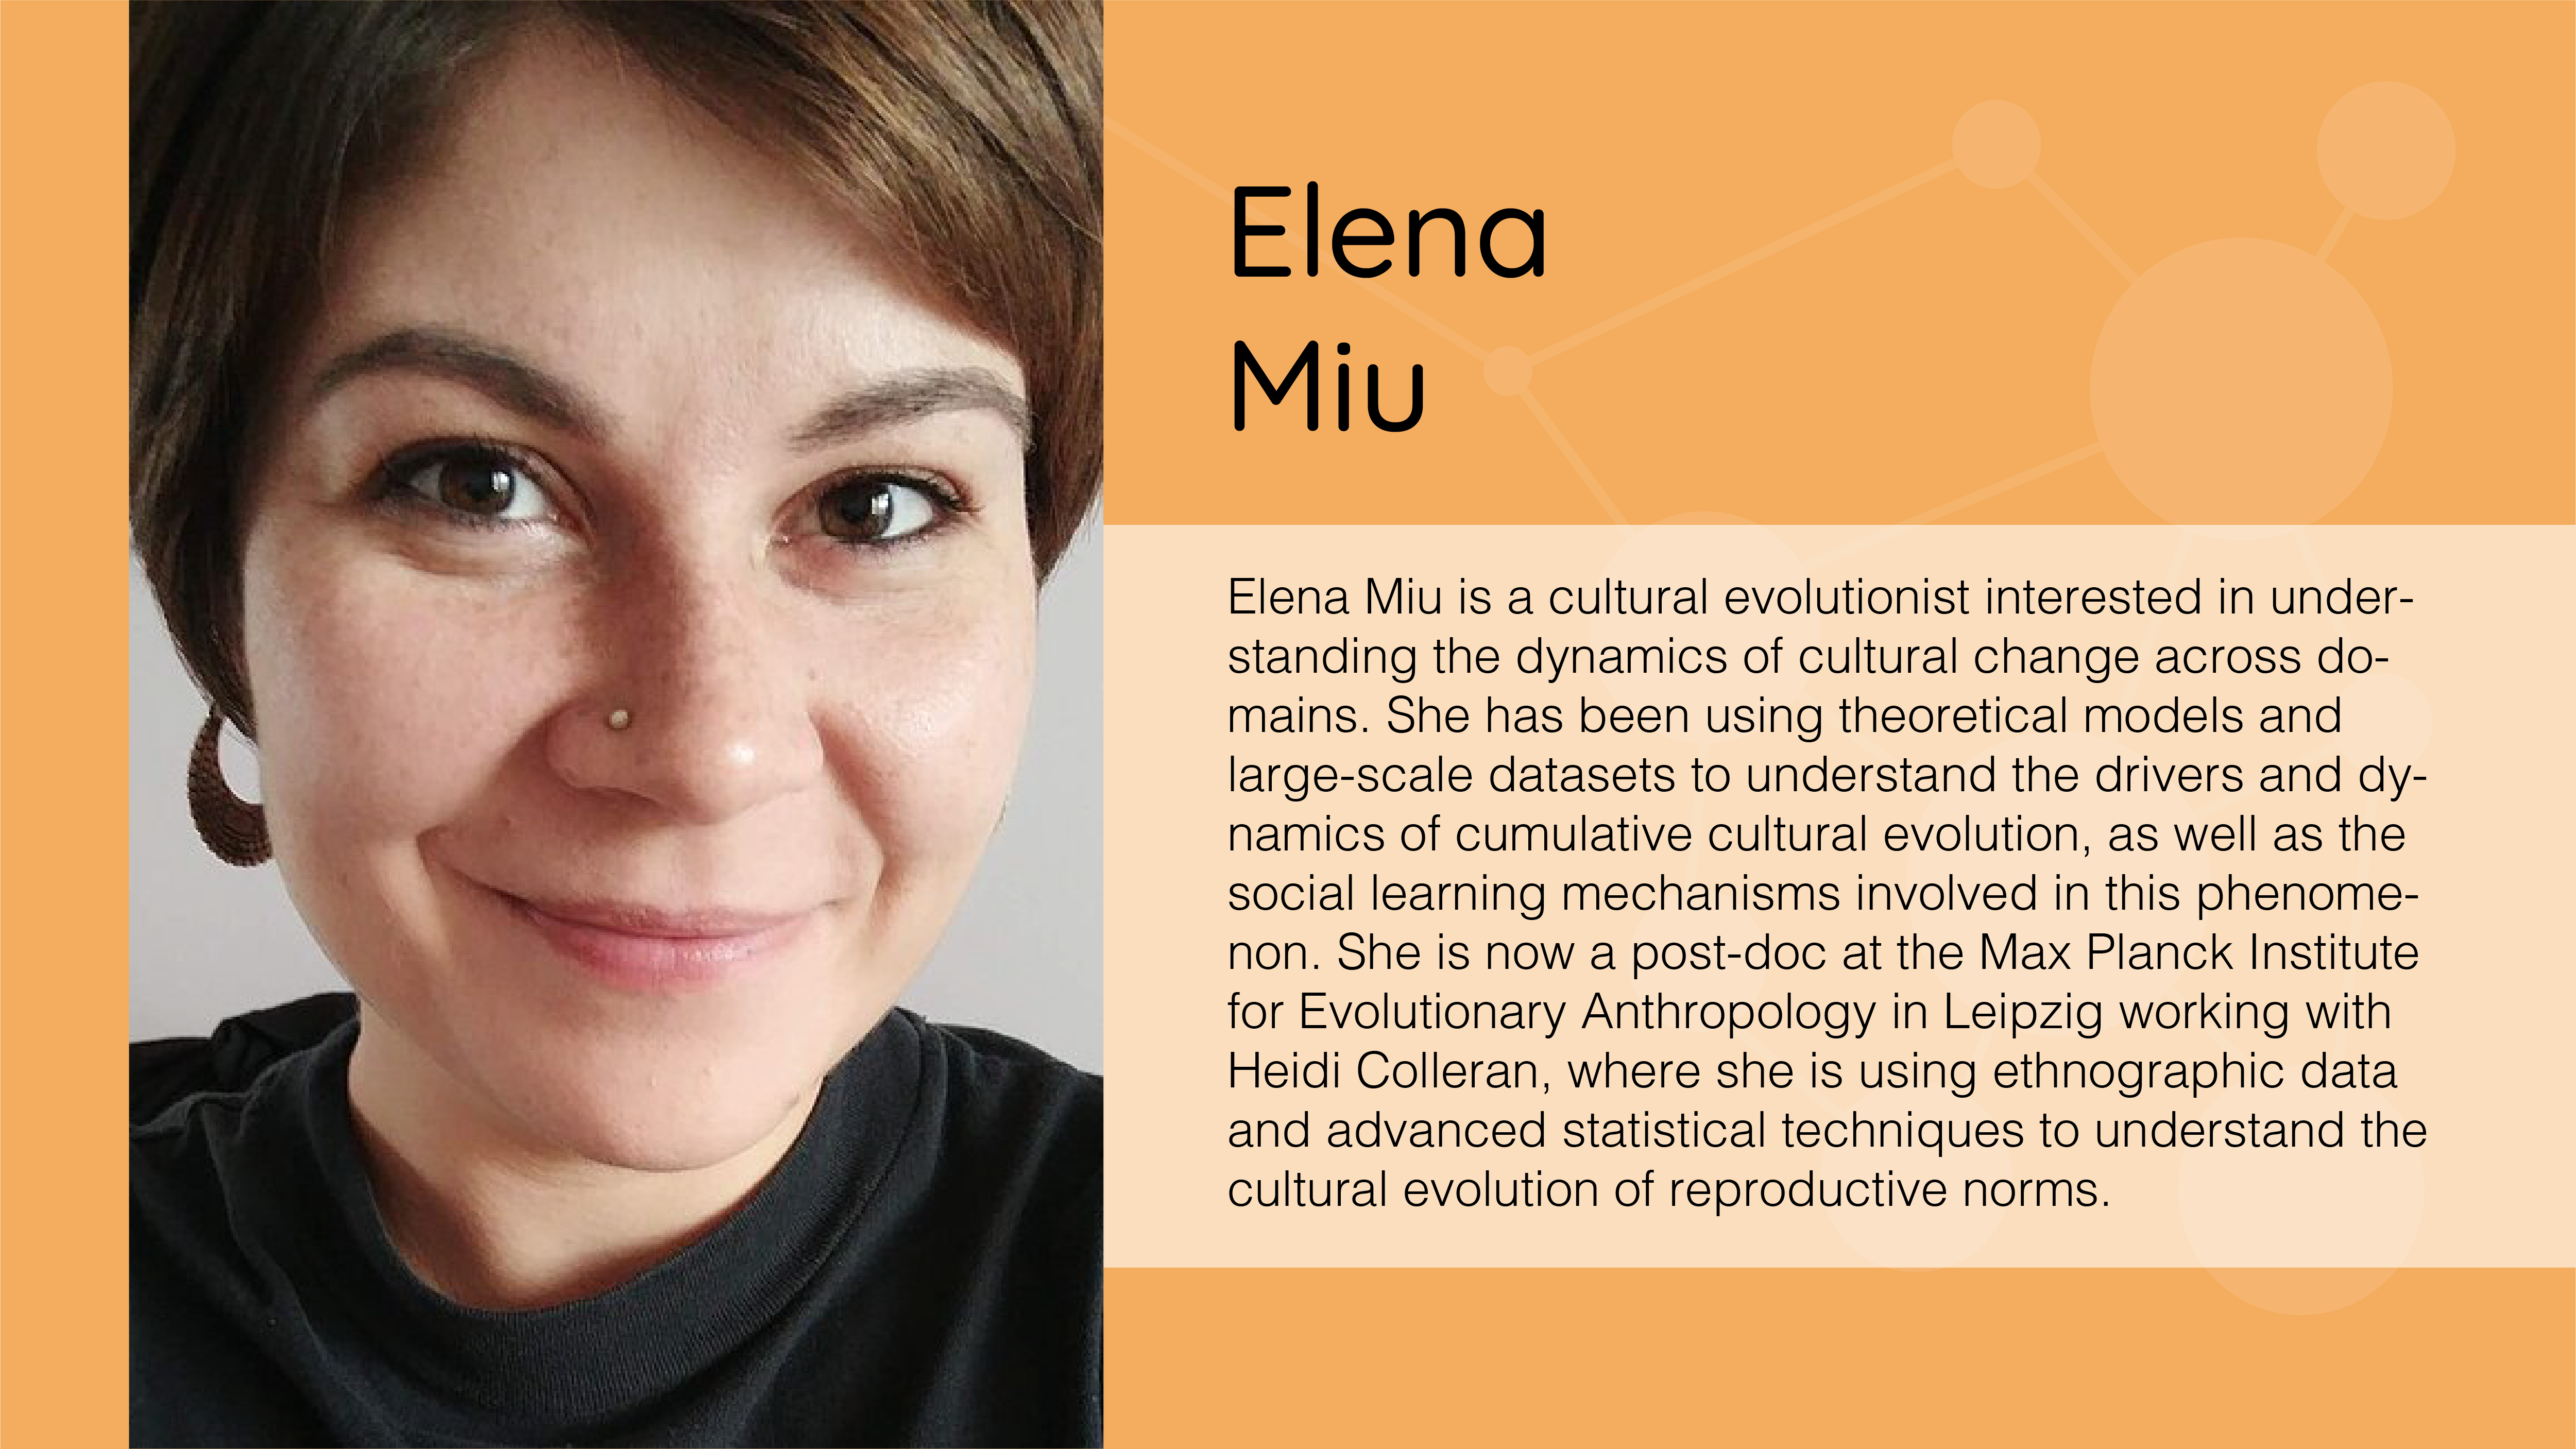 Elena
Miu
Elena Miu is a cultural evolutionist interested in under-
standing the dynamics of cultural change across do-
mains. She has been using theoretical models and
large-scale datasets to understand the drivers and dy-
namics of cumulative cultural evolution, as well as the
social learning mechanisms involved in this phenome-
non. She is now a post-doc at the Max Planck Institute
for Evolutionary Anthropology in Leipzig working with
Heidi Colleran, where she is using ethnographic data
and advanced statistical techniques to understand the
cultural evolution of reproductive norms.